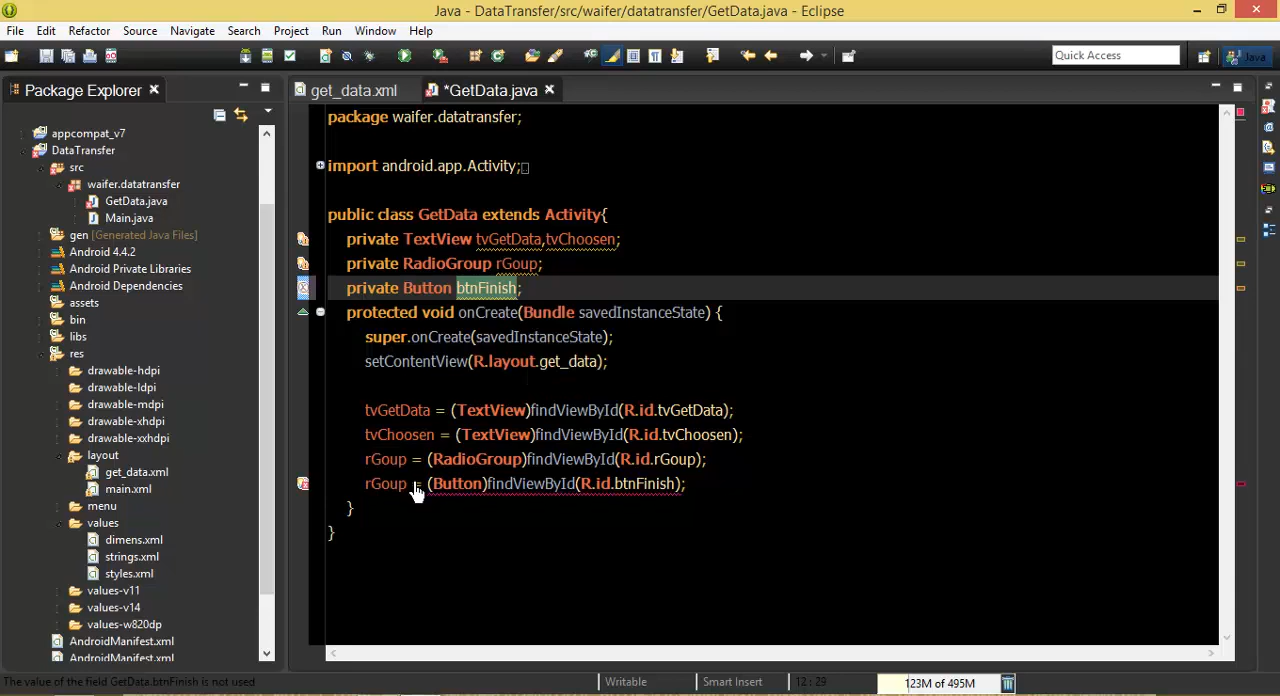 Java - DataTransfer/src/waifer/datatransfer/GetData.java - Eclipse
File Edit Refactor Source Navigate Search Project Run Window Help
Quick Access
Java
Package Explorer
get_data.xml
*GetData.java
appcompat_v7
DataTransfer
src
waifer.datatransfer
GetData.java
Main.java
gen [Generated Java Files]
Android 4.4.2
Android Private Libraries
Android Dependencies
assets
bin
libs
res
drawable-hdpi
drawable-ldpi
drawable-mdpi
drawable-xhdpi
drawable-xxhdpi
layout
get_data.xml
main.xml
menu
values
dimens.xml
strings.xml
styles.xml
values-v11
values-v14
values-w820dp
AndroidManifest.xml
AndroidManifest.xml
package waifer.datatransfer;
import android.app.Activity;
public class GetData extends Activity{
private TextView tvGetData,tvChoosen;
private RadioGroup rGoup;
private Button btnFinish;
protected void onCreate(Bundle savedInstanceState) {
super.onCreate(savedInstanceState);
setContentView(R.layout.get_data);
tvGetData = (TextView)findViewById(R.id.tvGetData);
tvChoosen = (TextView)findViewById(R.id.tvChoosen);
rGoup = (RadioGroup)findViewById(R.id.rGoup);
rGoup = (Button)findViewById(R.id.btnFinish);
}
}
The value of the field GetData.btnFinish is not used
Writable
Smart Insert
12 : 29
123M of 495M